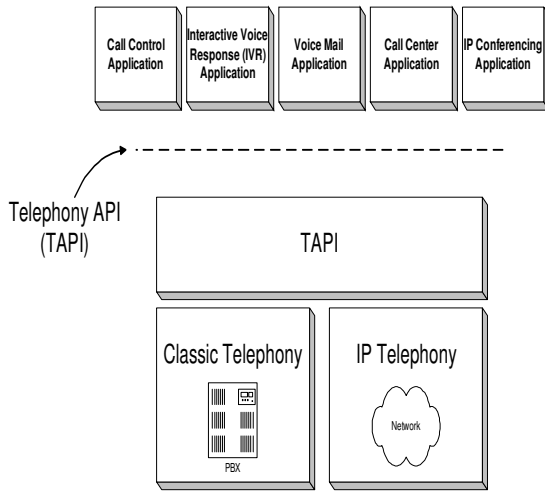 Call Control
Application
Interactive Voice
Response (IVR)
Application
Voice Mail
Application
Call Center
Application
IP Conferencing
Application
Telephony API
(TAPI)
TAPI
Classic Telephony
PBX
IP Telephony
Network